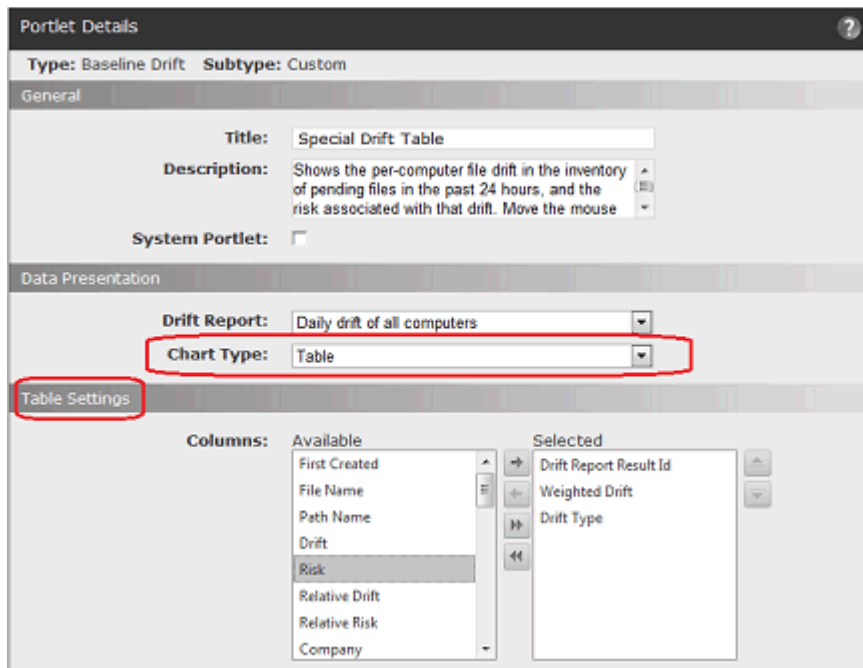 Portlet Details
?
Type: Baseline Drift Subtype: Custom
General
Title: Special Drift Table
Description: Shows the per-computer file drift in the inventory
of pending files in the past 24 hours, and the
risk associated with that drift. Move the mouse
System Portlet:
Data Presentation
Drift Report: Daily drift of all computers
Chart Type: Table
Table Settings
Columns: Available Selected
First Created Drift Report Result Id
File Name Weighted Drift
Path Name Drift Type
Drift
Risk
Relative Drift
Relative Risk
Company